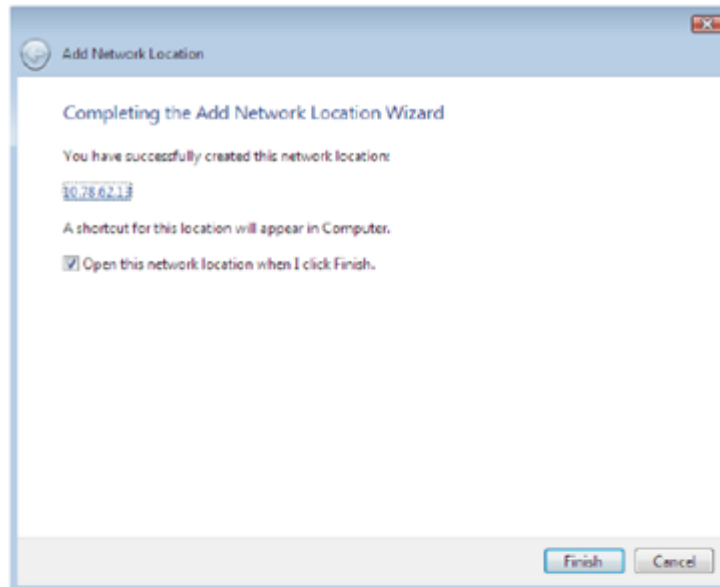 Add Network Location
Completing the Add Network Location Wizard
You have successfully created this network location:
10.78.62.13
A shortcut for this location will appear in Computer.
Open this network location when I click Finish.
Finish Cancel